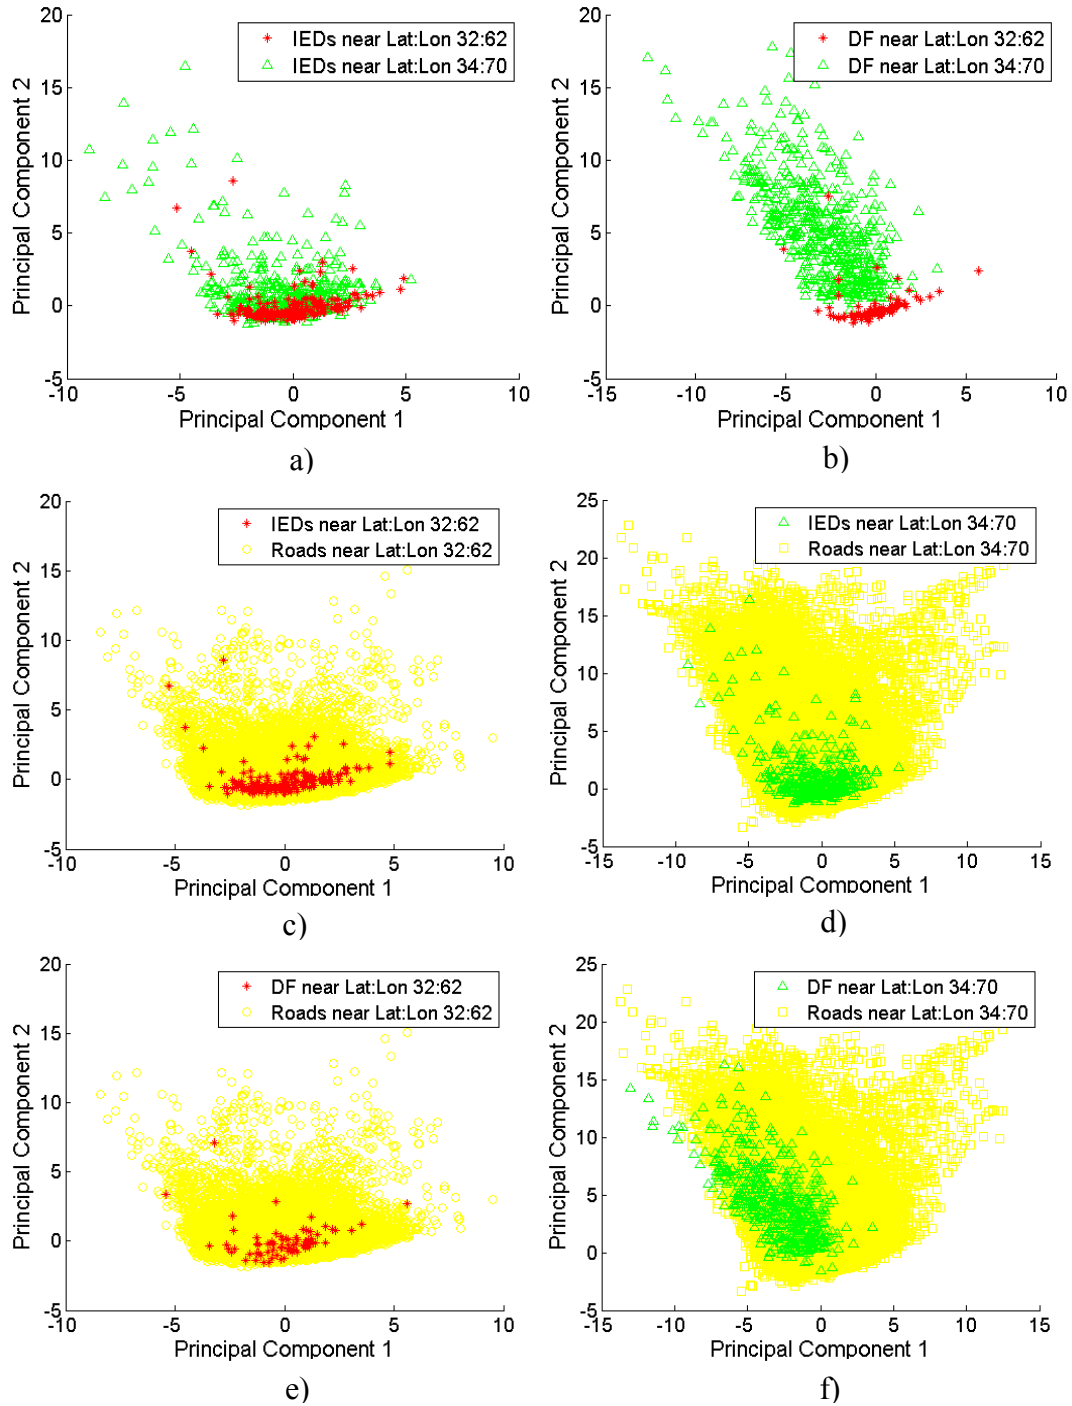 20
15
10
5
0
-5
Principal Component 2
IEDs near Lat:Lon 32:62
IEDs near Lat:Lon 34:70
-10
-5
0
5
10
Principal Component 1
a)
20
15
10
5
0
-5
Principal Component 2
DF near Lat:Lon 32:62
DF near Lat:Lon 34:70
-15
-10
-5
0
5
10
Principal Component 1
b)
20
15
10
5
0
-5
Principal Component 2
IEDs near Lat:Lon 32:62
Roads near Lat:Lon 32:62
-10
-5
0
5
10
Principal Component 1
c)
25
20
15
10
5
0
-5
Principal Component 2
IEDs near Lat:Lon 34:70
Roads near Lat:Lon 34:70
-15
-10
-5
0
5
10
15
Principal Component 1
d)
20
15
10
5
0
-5
Principal Component 2
DF near Lat:Lon 32:62
Roads near Lat:Lon 32:62
-10
-5
0
5
10
Principal Component 1
e)
25
20
15
10
5
0
-5
Principal Component 2
DF near Lat:Lon 34:70
Roads near Lat:Lon 34:70
-15
-10
-5
0
5
10
15
Principal Component 1
f)